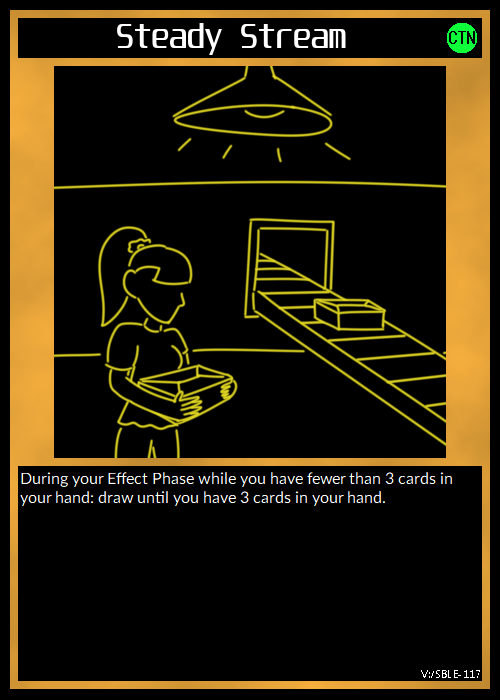 Steady Stream
CTN
During your Effect Phase while you have fewer than 3 cards in
your hand: draw until you have 3 cards in your hand.
V:/SBLE-117